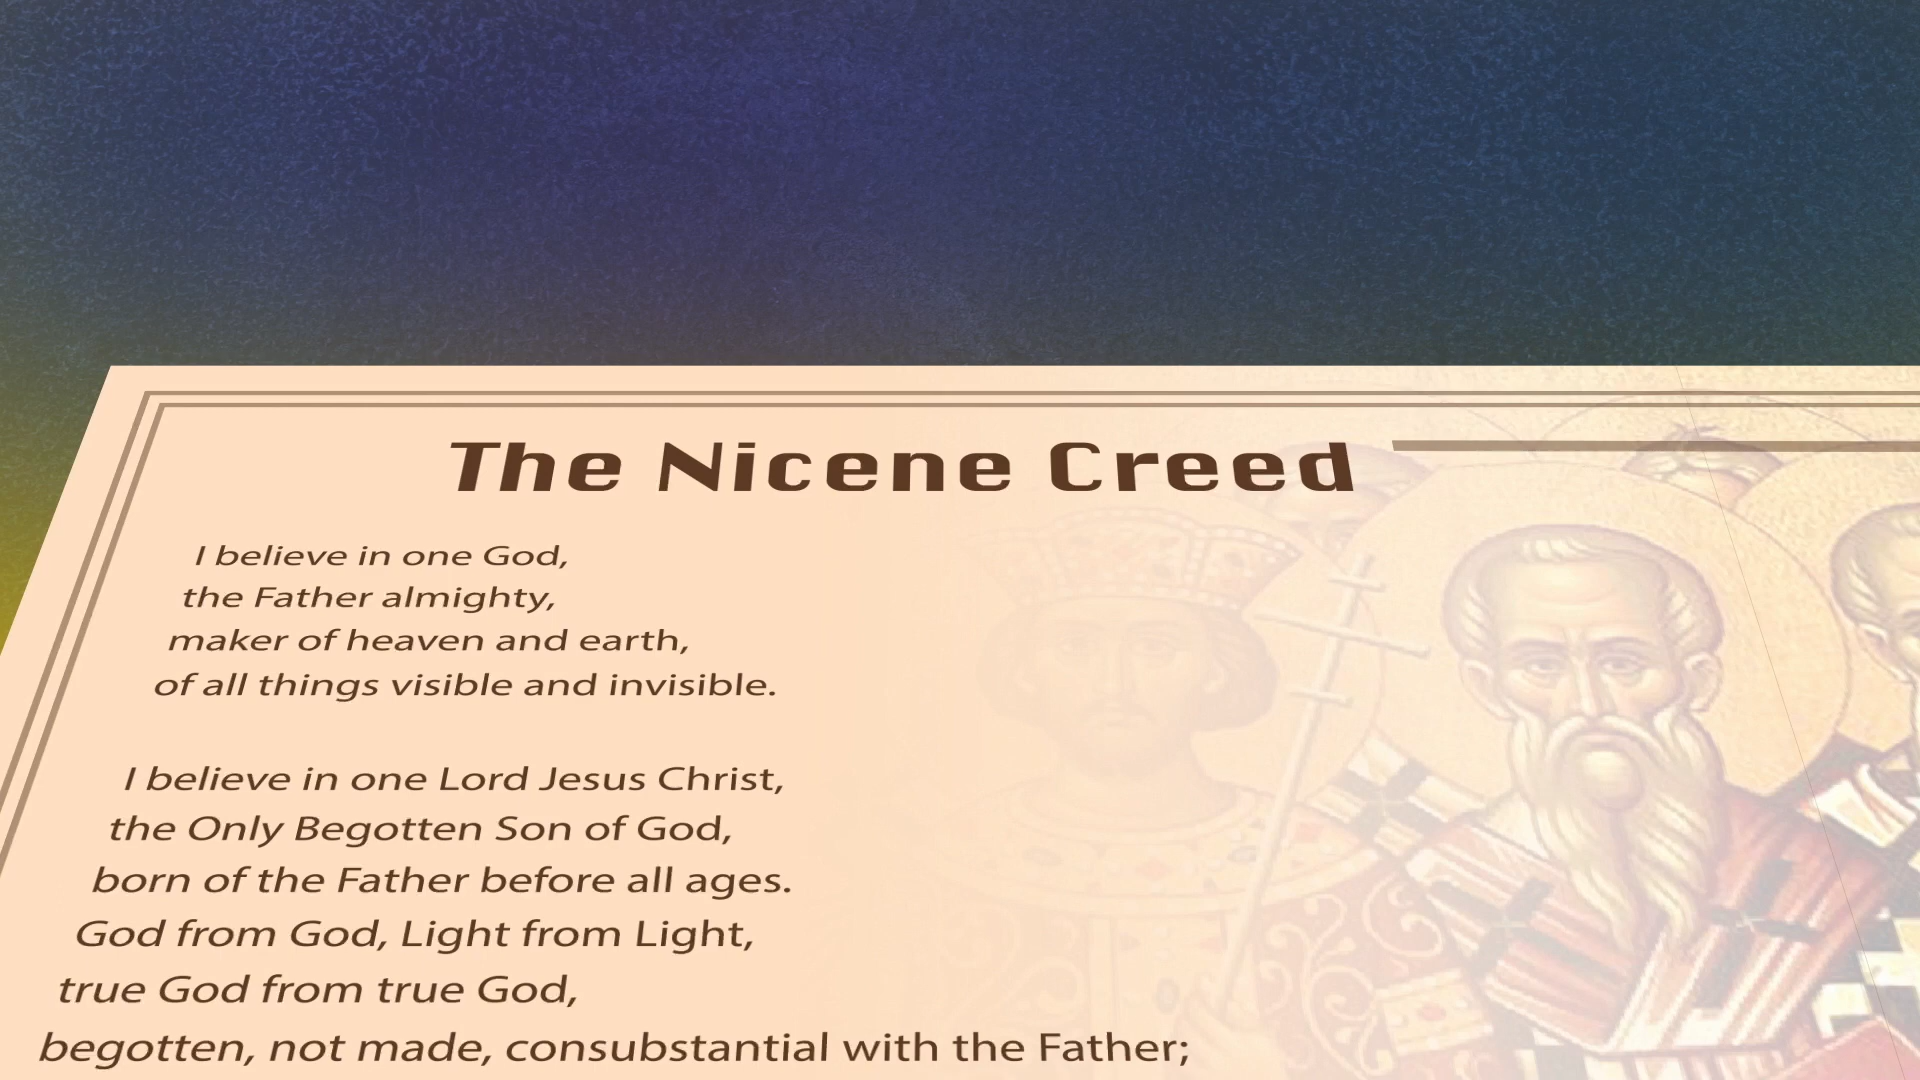 The Nicene Creed
I believe in one God,
the Father almighty,
maker of heaven and earth,
of all things visible and invisible.
I believe in one Lord Jesus Christ,
the Only Begotten Son of God,
born of the Father before all ages.
God from God, Light from Light,
true God from true God,
begotten, not made, consubstantial with the Father;